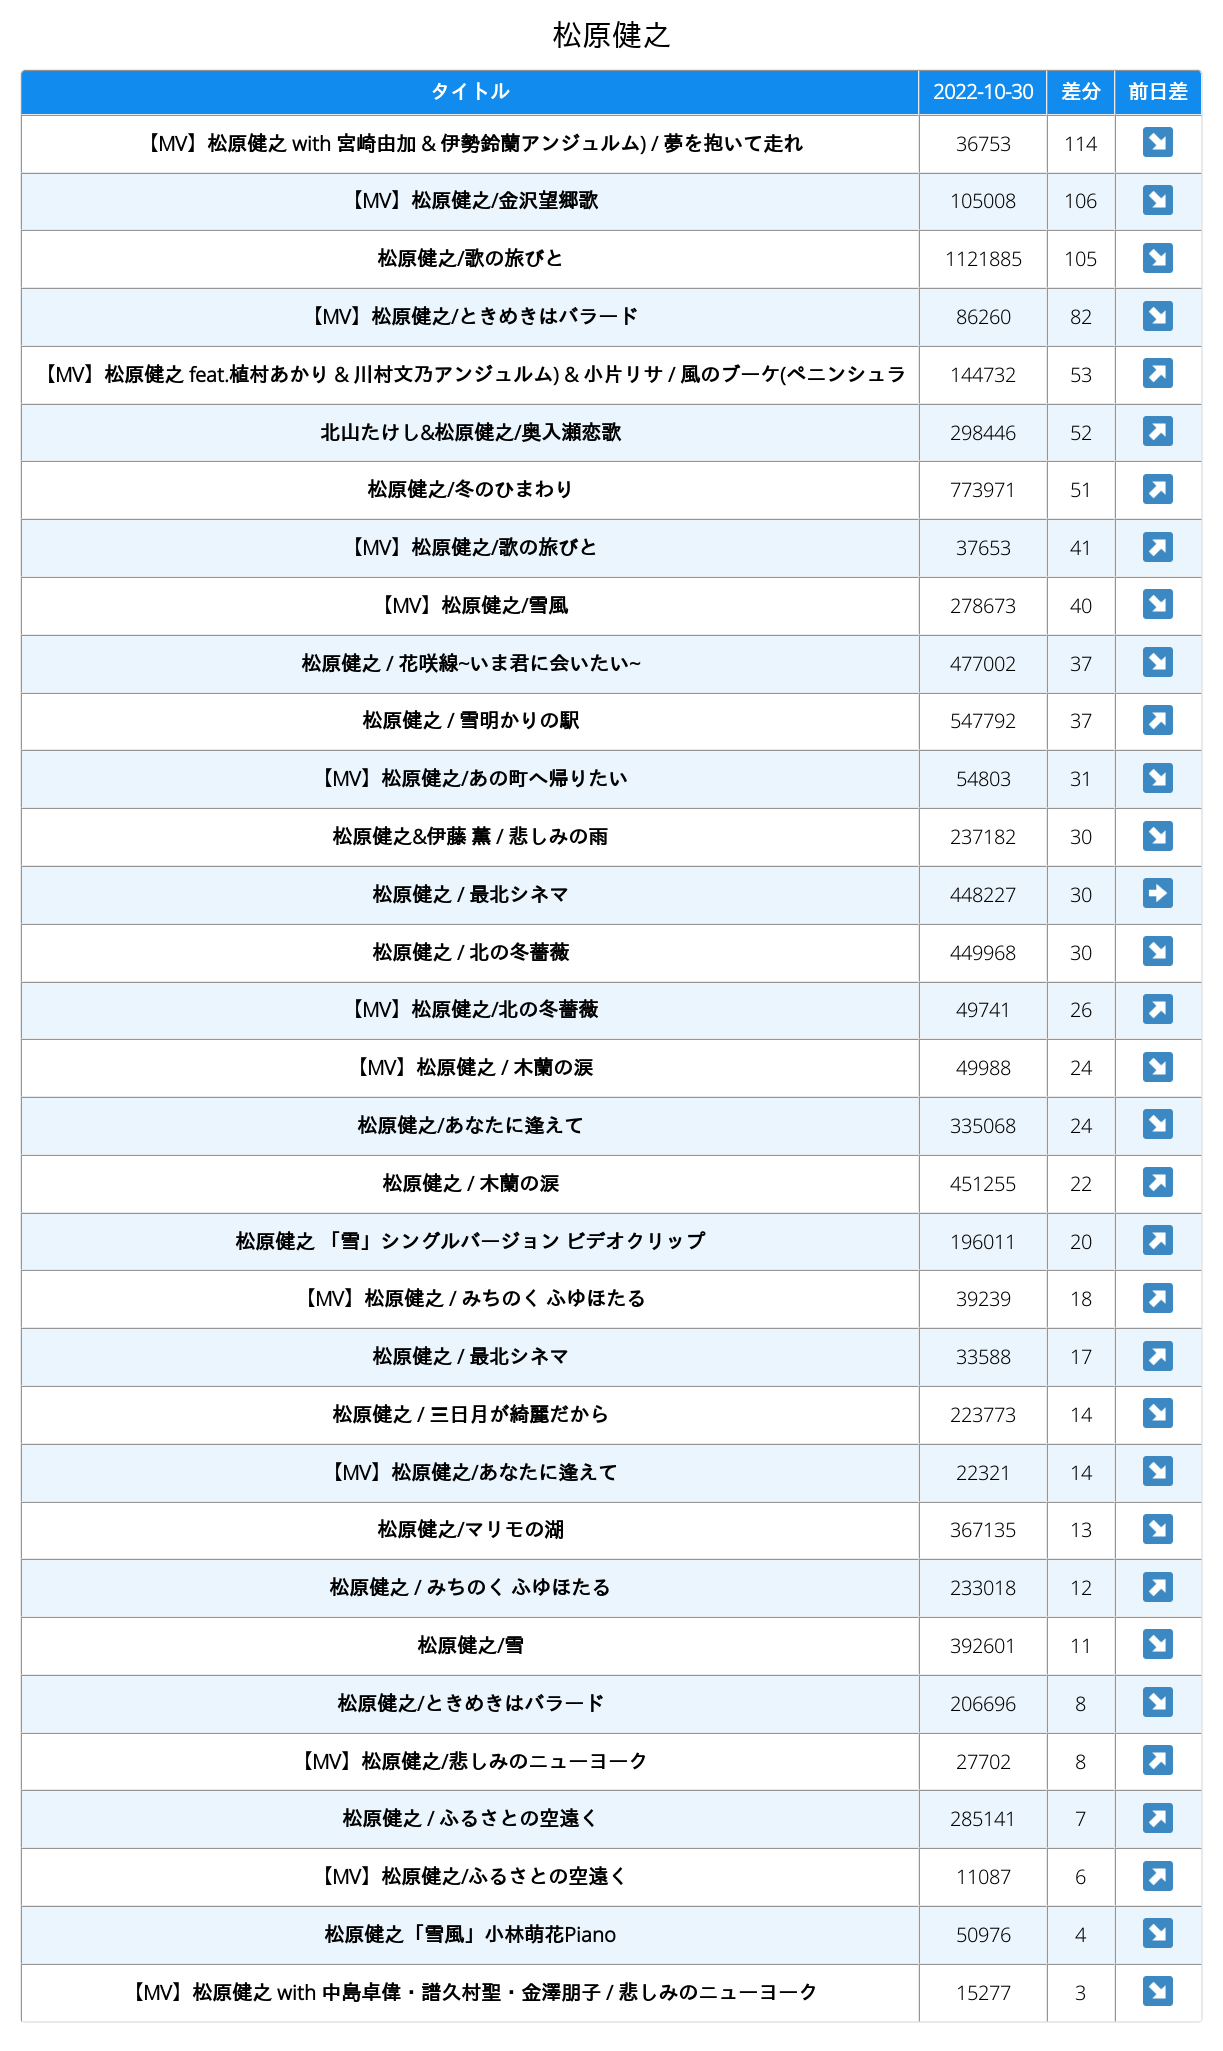 松原健之
タイトル 2022-10-30 差分 前日差
【MV】松原健之 with 宮崎由加 & 伊勢鈴蘭アンジュルム) / 夢を抱いて走れ 36753 114 ↘
【MV】松原健之/金沢望郷歌 105008 106 ↘
松原健之/歌の旅びと 1121885 105 ↘
【MV】松原健之/ときめきはバラード 86260 82 ↘
【MV】松原健之 feat.植村あかり & 川村文乃アンジュルム) & 小片リサ / 風のブーケ(ペニンシュラ 144732 53 ↗
北山たけし&松原健之/奥入瀬恋歌 298446 52 ↗
松原健之/冬のひまわり 773971 51 ↗
【MV】松原健之/歌の旅びと 37653 41 ↗
【MV】松原健之/雪風 278673 40 ↘
松原健之 / 花咲線~いま君に会いたい~ 477002 37 ↘
松原健之 / 雪明かりの駅 547792 37 ↗
【MV】松原健之/あの町へ帰りたい 54803 31 ↘
松原健之&伊藤 薫 / 悲しみの雨 237182 30 ↘
松原健之 / 最北シネマ 448227 30 ➡
松原健之 / 北の冬薔薇 449968 30 ↘
【MV】松原健之/北の冬薔薇 49741 26 ↗
【MV】松原健之 / 木蘭の涙 49988 24 ↘
松原健之/あなたに逢えて 335068 24 ↘
松原健之 / 木蘭の涙 451255 22 ↗
松原健之 「雪」シングルバージョン ビデオクリップ 196011 20 ↗
【MV】松原健之 / みちのく ふゆほたる 39239 18 ↗
松原健之 / 最北シネマ 33588 17 ↗
松原健之 / 三日月が綺麗だから 223773 14 ↘
【MV】松原健之/あなたに逢えて 22321 14 ↘
松原健之/マリモの湖 367135 13 ↘
松原健之 / みちのく ふゆほたる 233018 12 ↗
松原健之/雪 392601 11 ↘
松原健之/ときめきはバラード 206696 8 ↘
【MV】松原健之/悲しみのニューヨーク 27702 8 ↗
松原健之 / ふるさとの空遠く 285141 7 ↗
【MV】松原健之/ふるさとの空遠く 11087 6 ↗
松原健之「雪風」小林萌花Piano 50976 4 ↘
【MV】松原健之 with 中島卓偉・譜久村聖・金澤朋子 / 悲しみのニューヨーク 15277 3 ↘